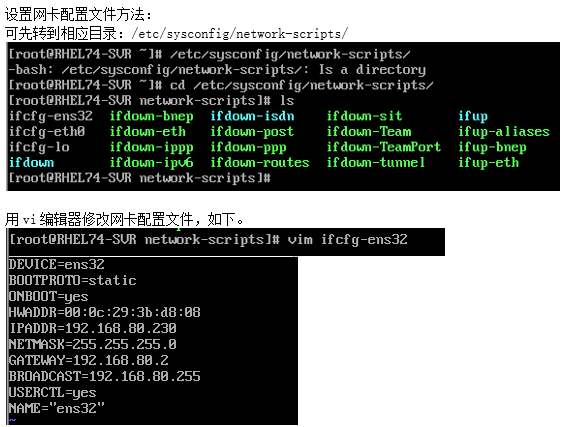 设置网卡配置文件方法：
可先转到相应目录：/etc/sysconfig/network-scripts/
[root@RHEL74-SVR ~]# /etc/sysconfig/network-scripts/
-bash: /etc/sysconfig/network-scripts/: Is a directory
[root@RHEL74-SVR ~]# cd /etc/sysconfig/network-scripts/
[root@RHEL74-SVR network-scripts]# ls
ifcfg-ens32 ifdown-bnep ifdown-isdn ifdown-sit ifup
ifcfg-eth0 ifdown-eth ifdown-post ifdown-Team ifup-aliases
ifcfg-lo ifdown-ippp ifdown-ppp ifdown-TeamPort ifup-bnep
ifdown ifdown-ipv6 ifdown-routes ifdown-tunnel ifup-eth
[root@RHEL74-SVR network-scripts]#
用 vi 编辑器修改网卡配置文件，如下。
[root@RHEL74-SVR network-scripts]# vim ifcfg-ens32
DEVICE=ens32
BOOTPROTO=static
ONBOOT=yes
HWADDR=00:0c:29:3b:d8:08
IPADDR=192.168.80.230
NETMASK=255.255.255.0
GATEWAY=192.168.80.2
BROADCAST=192.168.80.255
USERCTL=yes
NAME="ens32"
~